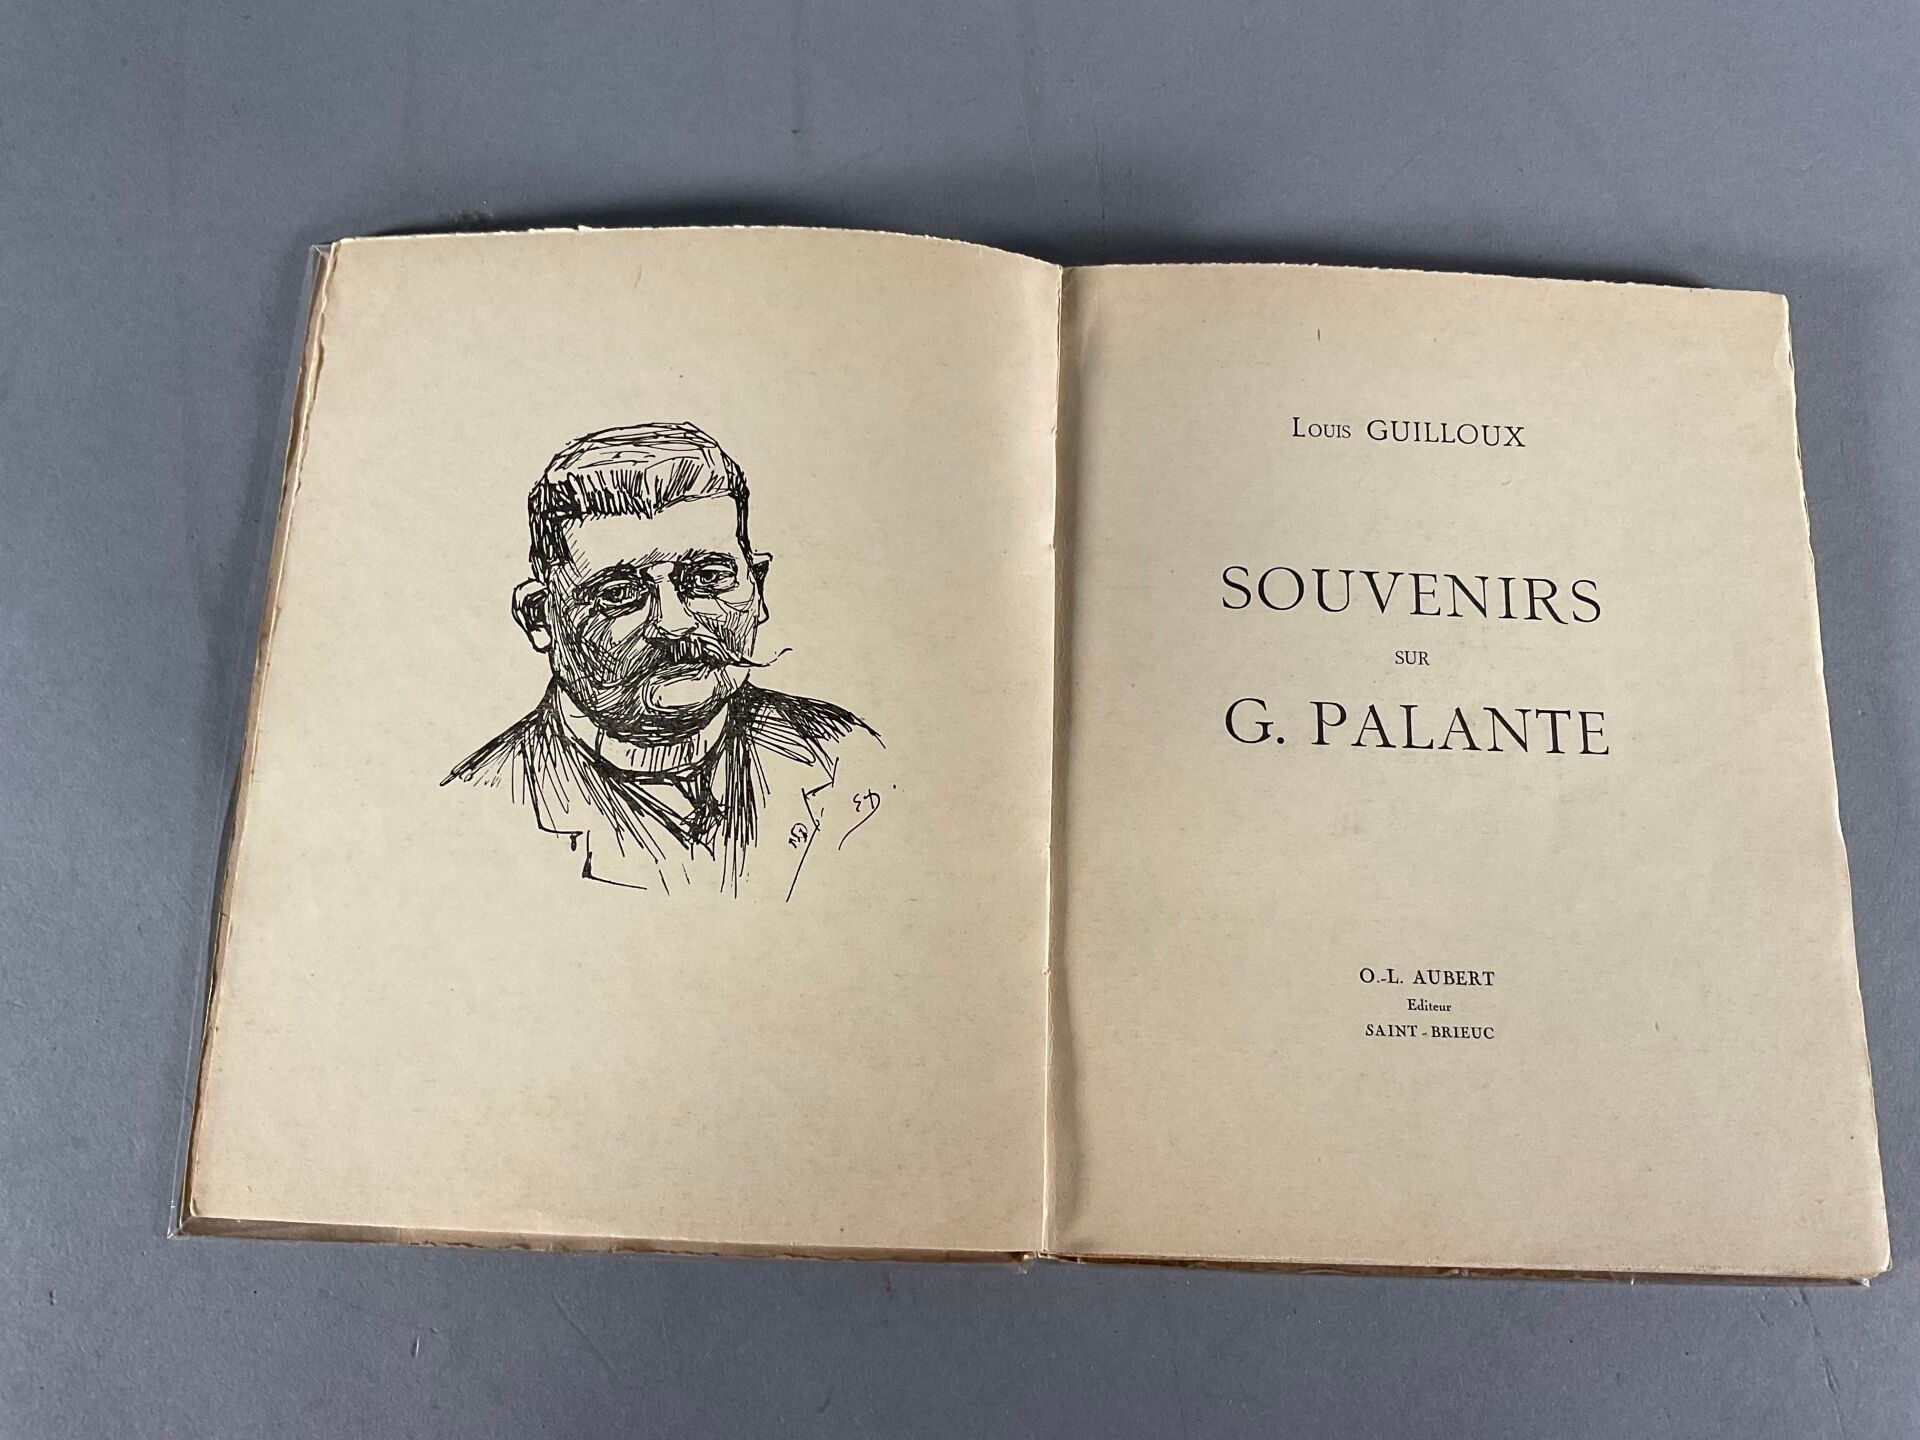 Louis GUILLOUX
SOUVENIRS
SUR
G. PALANTE
O.-L. AUBERT
Editeur
SAINT-BRIEUC